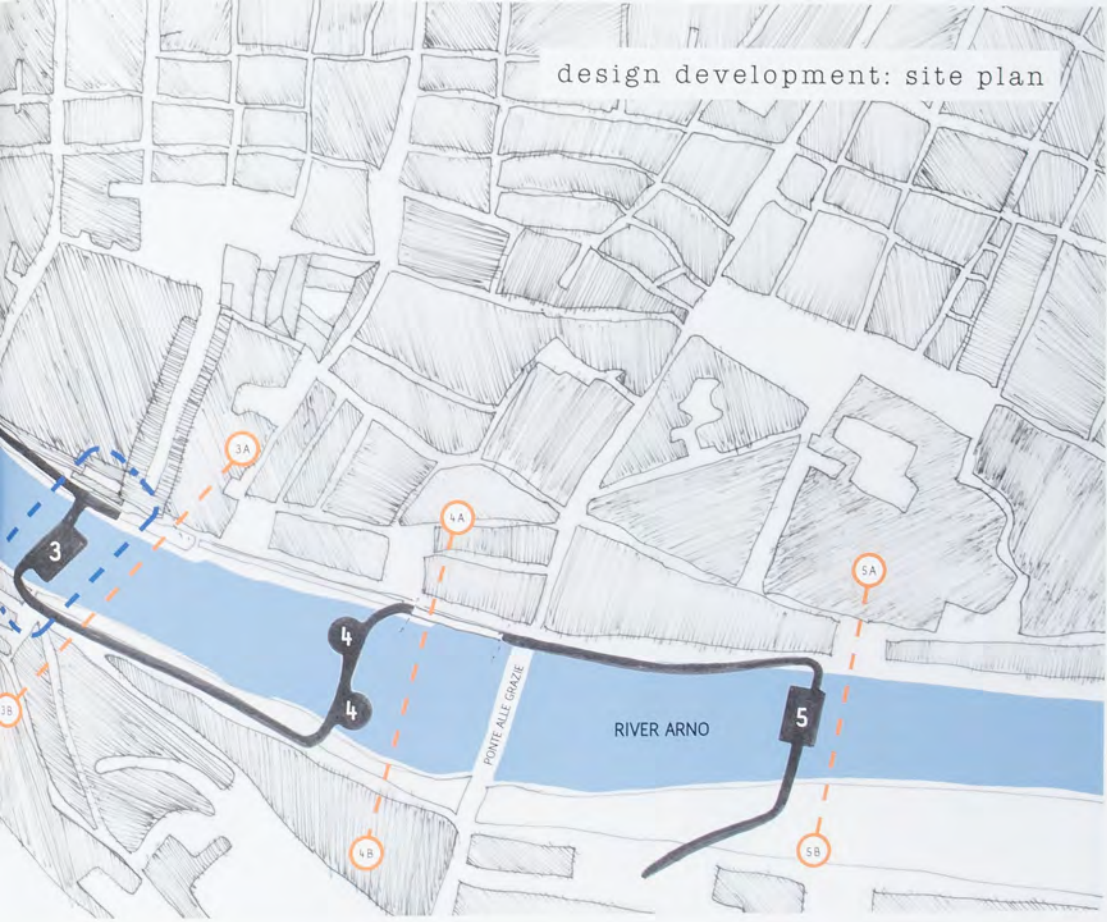 design development: site plan
3A
4A
3
5A
4
3B
4
5
PONTE ALLE GRAZIE
RIVER ARNO
4B
5B